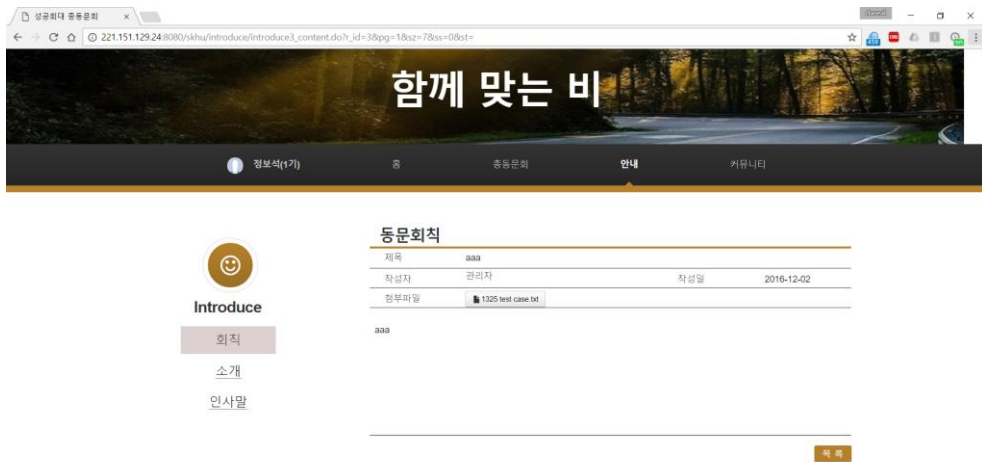 성공회대 총동문회
221.151.129.24:8080/skhu/introduce/introduce3_content.do?r_id=3&pg=1&sz=7&ss=0&st=
함께 맞는 비
정보석(1기) 홈 총동문회 안내 커뮤니티
동문회칙
제목 aaa
작성자 관리자 작성일 2016-12-02
첨부파일 1325 test case.txt
aaa
Introduce
회칙
소개
인사말
목 록